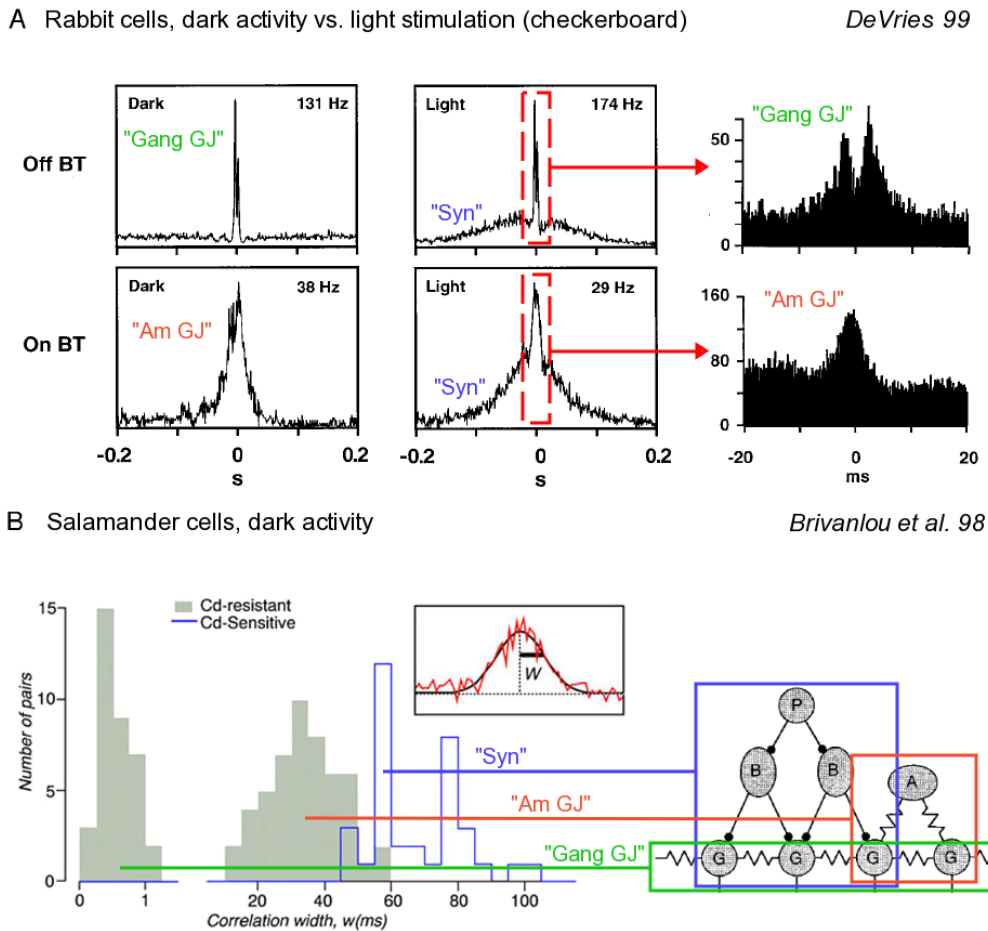 A Rabbit cells, dark activity vs. light stimulation (checkerboard) DeVries 99
Off BT
Dark 131 Hz
"Gang GJ"
Light 174 Hz
"Syn"
"Gang GJ"
50
0
On BT
Dark 38 Hz
"Am GJ"
Light 29 Hz
"Syn"
"Am GJ"
160
80
0
-0.2 0 0.2
s
-0.2 0 0.2
s
-20 0 20
ms
B Salamander cells, dark activity Brivanlou et al. 98
Number of pairs
15
10
5
0
Cd-resistant
Cd-Sensitive
w
"Syn"
"Am GJ"
"Gang GJ"
P
B B A
G G G G
0 1 20 40 60 80 100
Correlation width, w(ms)